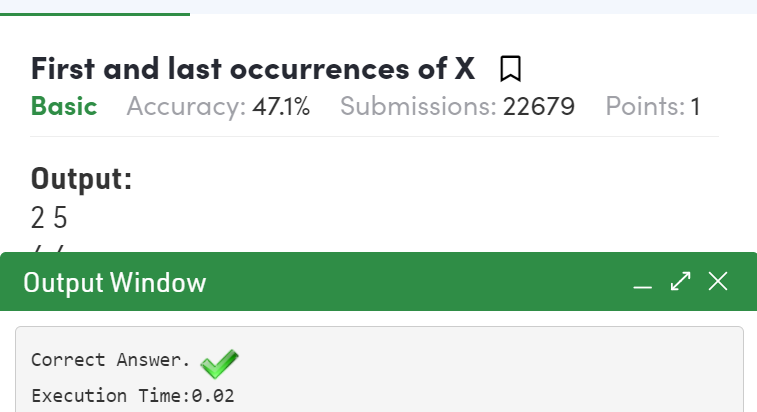 First and last occurrences of X
Basic Accuracy: 47.1% Submissions: 22679 Points: 1
Output:
2 5
Output Window
Correct Answer.
Execution Time:0.02